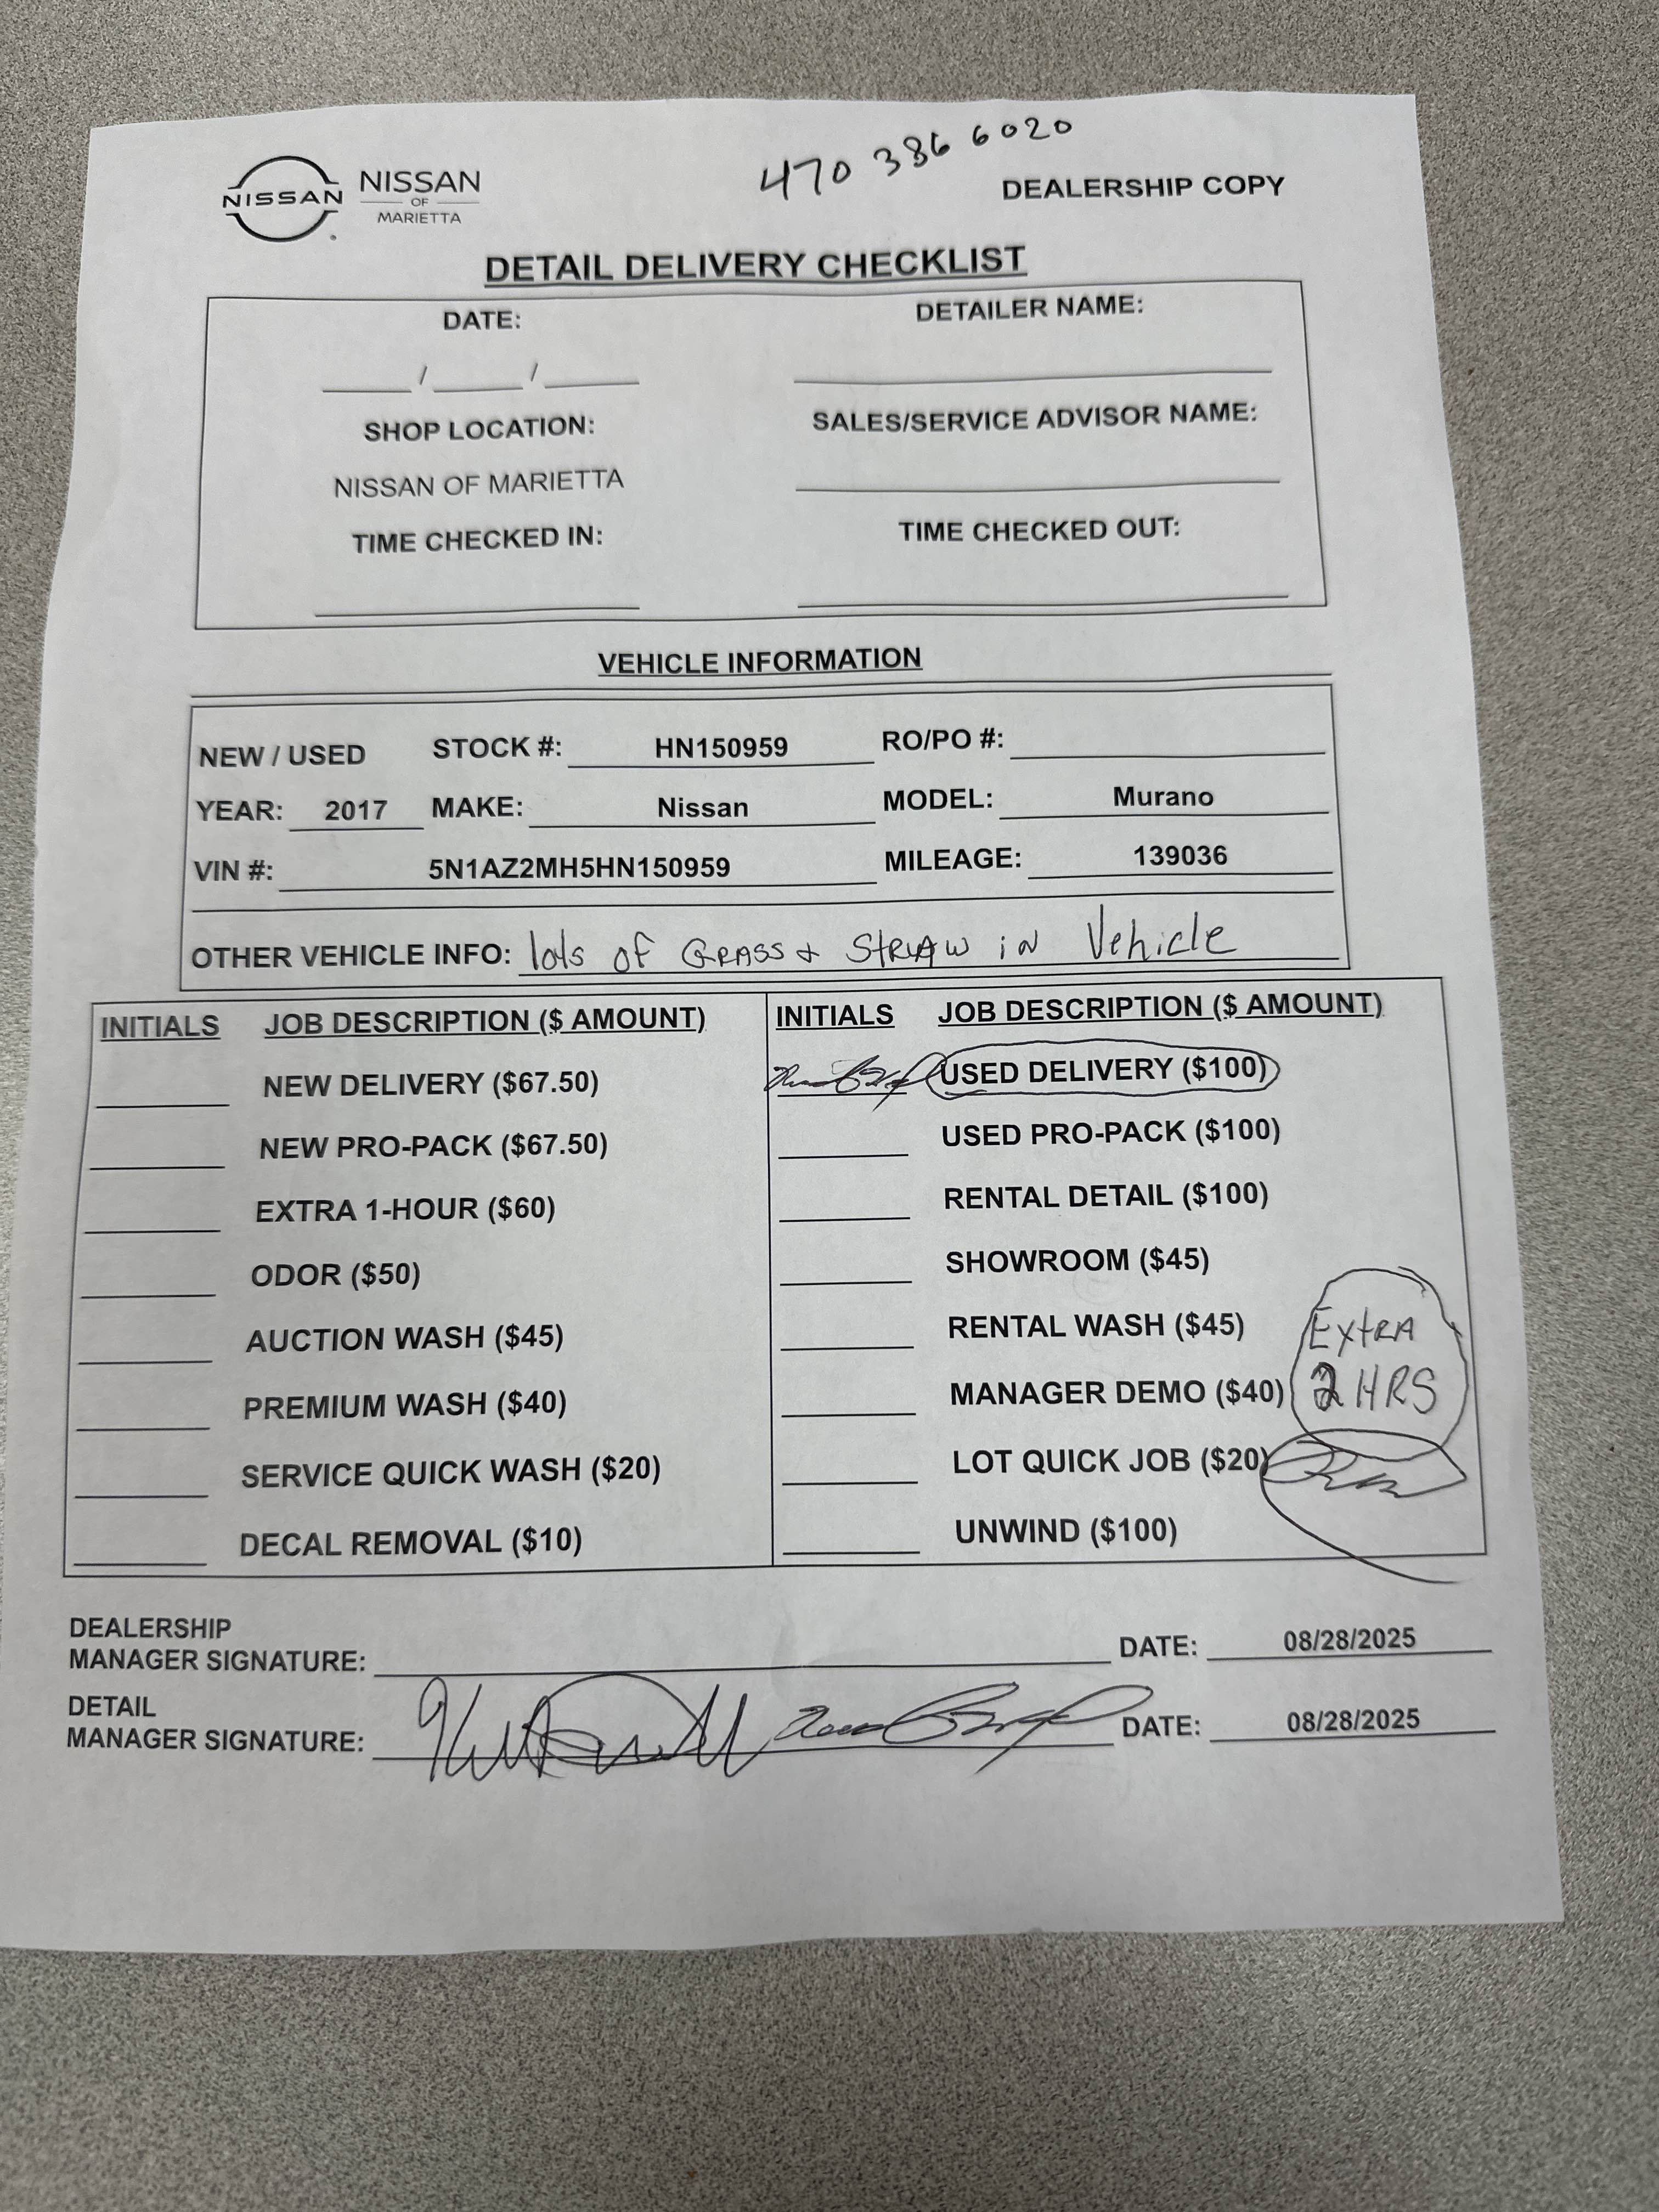 470 386 6020
NISSAN
NISSAN
OF
MARIETTA
DEALERSHIP COPY
DETAIL DELIVERY CHECKLIST
DATE: DETAILER NAME:
/ /
SHOP LOCATION: SALES/SERVICE ADVISOR NAME:
NISSAN OF MARIETTA
TIME CHECKED IN: TIME CHECKED OUT:
VEHICLE INFORMATION
NEW / USED STOCK #: HN150959 RO/PO #:
YEAR: 2017 MAKE: Nissan MODEL: Murano
VIN #: 5N1AZ2MH5HN150959 MILEAGE: 139036
OTHER VEHICLE INFO: lots of GRASS & STRAW iN Vehicle
INITIALS JOB DESCRIPTION ($ AMOUNT) INITIALS JOB DESCRIPTION ($ AMOUNT)
NEW DELIVERY ($67.50) USED DELIVERY ($100)
NEW PRO-PACK ($67.50) USED PRO-PACK ($100)
EXTRA 1-HOUR ($60) RENTAL DETAIL ($100)
ODOR ($50) SHOWROOM ($45)
AUCTION WASH ($45) RENTAL WASH ($45) ExtRA
PREMIUM WASH ($40) MANAGER DEMO ($40) 2 HRS
SERVICE QUICK WASH ($20) LOT QUICK JOB ($20)
DECAL REMOVAL ($10) UNWIND ($100)
DEALERSHIP
MANAGER SIGNATURE: DATE: 08/28/2025
DETAIL
MANAGER SIGNATURE: DATE: 08/28/2025